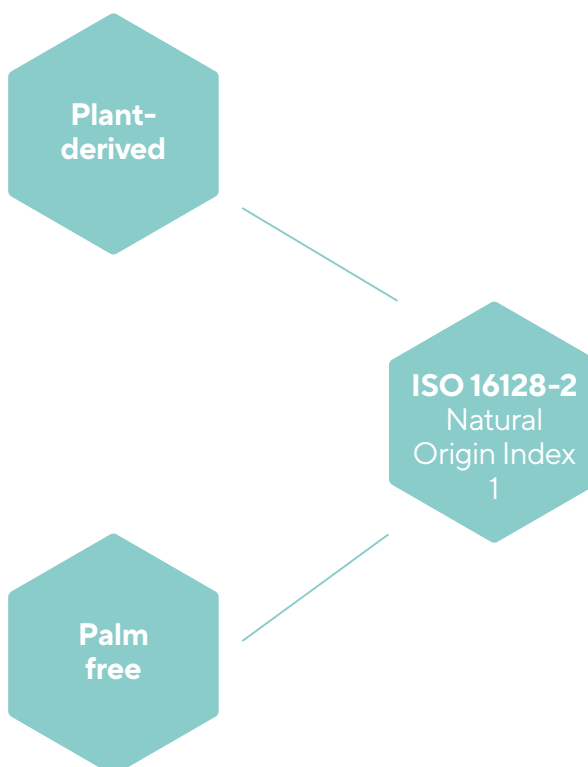 Plant-
derived
ISO 16128-2
Natural
Origin Index
1
Palm
free